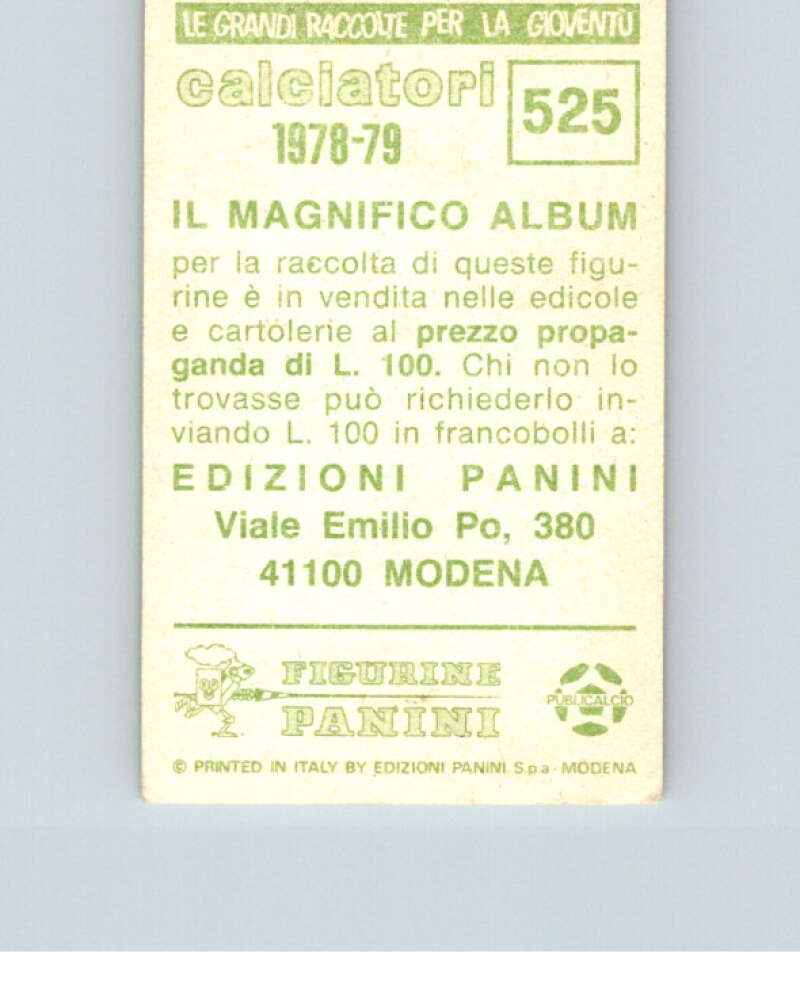 LE GRANDI RACCOLTE PER LA GIOVENTÙ
calciatori
1978-79
525
IL MAGNIFICO ALBUM
per la raccolta di queste figu-
rine è in vendita nelle edicole
e cartolerie al prezzo propa-
ganda di L. 100. Chi non lo
trovasse può richiederlo in-
viando L. 100 in francobolli a:
EDIZIONI PANINI
Viale Emilio Po, 380
41100 MODENA
FIGURINE
PANINI
PUBLICALCIO
© PRINTED IN ITALY BY EDIZIONI PANINI S.p.a - MODENA